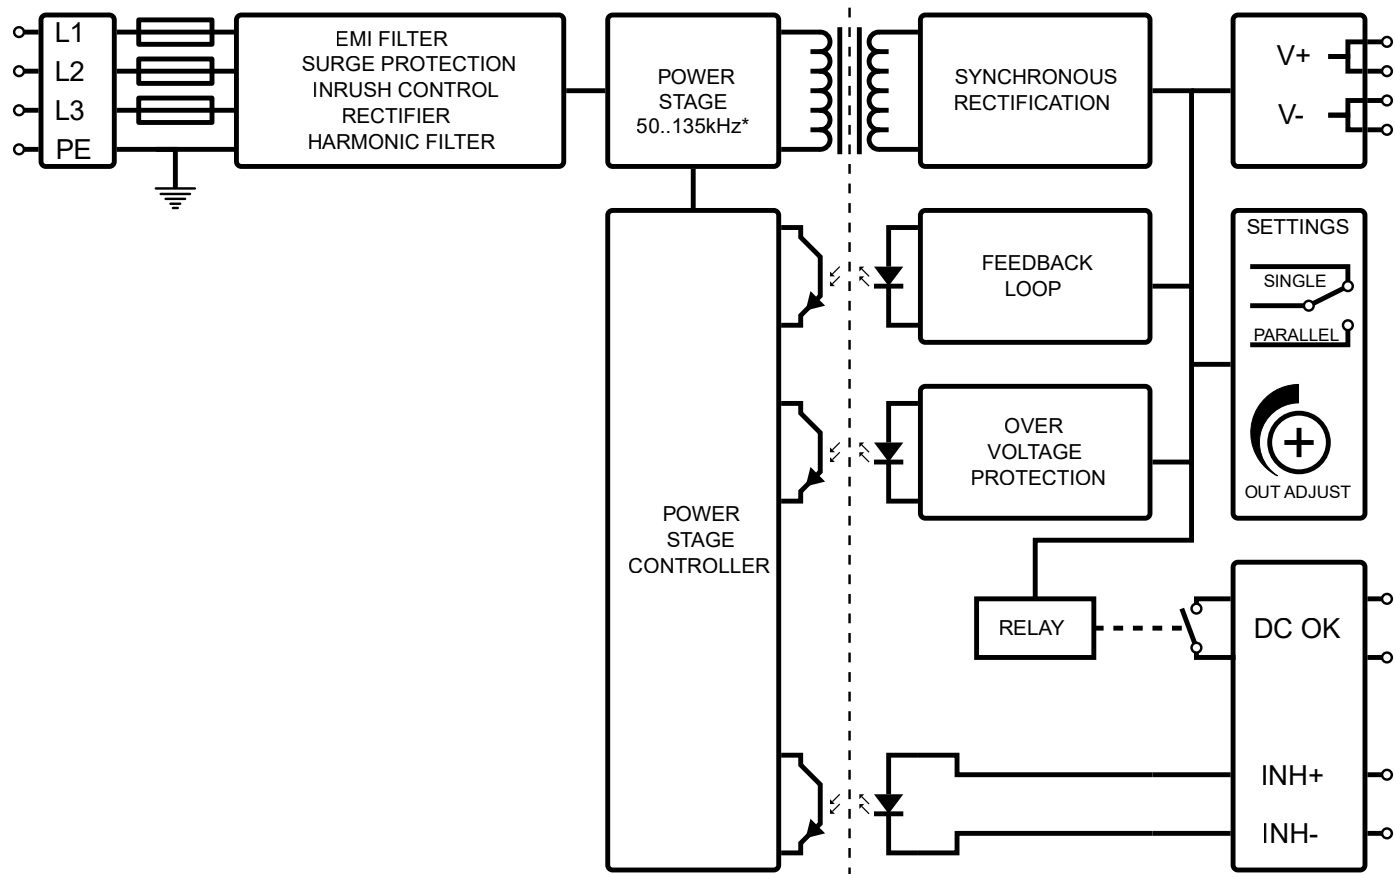 L1
L2
L3
PE
EMI FILTER
SURGE PROTECTION
INRUSH CONTROL
RECTIFIER
HARMONIC FILTER
POWER
STAGE
50..135kHz*
SYNCHRONOUS
RECTIFICATION
V+
V-
POWER
STAGE
CONTROLLER
FEEDBACK
LOOP
OVER
VOLTAGE
PROTECTION
SETTINGS
SINGLE
PARALLEL
OUT ADJUST
RELAY
DC OK
INH+
INH-